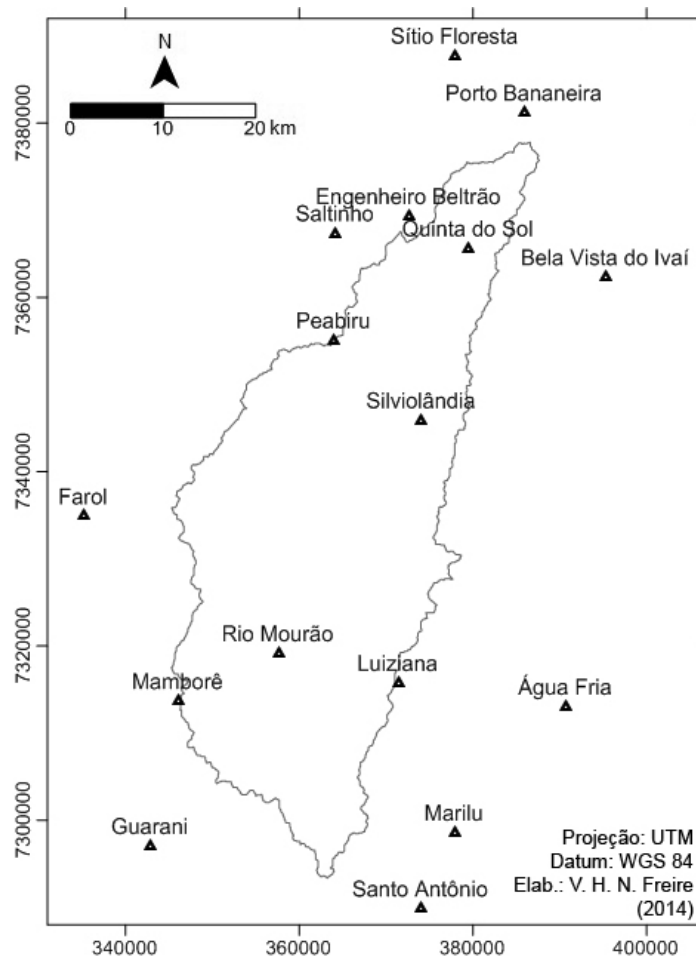 Sítio Floresta
N
Porto Bananeira
0 10 20 km
7380000
Engenheiro Beltrão
Saltinho
Quinta do Sol
Bela Vista do Ivaí
7360000
Peabiru
Silviolândia
7340000
Farol
7320000
Rio Mourão
Luiziana
Mamborê
Água Fria
7300000
Guarani
Marilu
Projeção: UTM
Datum: WGS 84
Elab.: V. H. N. Freire
(2014)
Santo Antônio
340000 360000 380000 400000